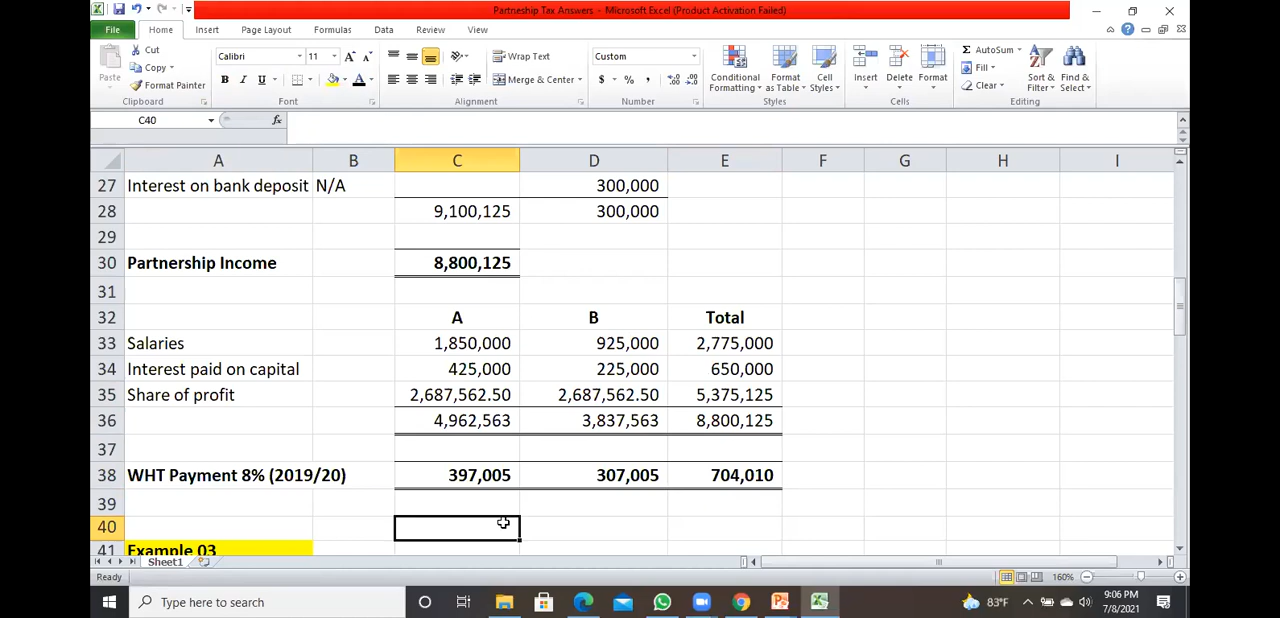 Partneship Tax Answers - Microsoft Excel (Product Activation Failed)
File Home Insert Page Layout Formulas Data Review View
Paste
Cut
Copy
Format Painter
Clipboard
Calibri 11
B I U
Font
Wrap Text
Merge & Center
Alignment
Custom
$ % ,
Number
Conditional Formatting
Format as Table
Cell Styles
Styles
Insert Delete Format
Cells
AutoSum
Fill
Clear
Sort & Filter
Find & Select
Editing
C40 fx
A B C D E F G H I
27 Interest on bank deposit N/A 300,000
28 9,100,125 300,000
29
30 Partnership Income 8,800,125
31
32 A B Total
33 Salaries 1,850,000 925,000 2,775,000
34 Interest paid on capital 425,000 225,000 650,000
35 Share of profit 2,687,562.50 2,687,562.50 5,375,125
36 4,962,563 3,837,563 8,800,125
37
38 WHT Payment 8% (2019/20) 397,005 307,005 704,010
39
40
41 Example 03
Sheet1
Ready 160%
Type here to search 83°F 9:06 PM
7/8/2021